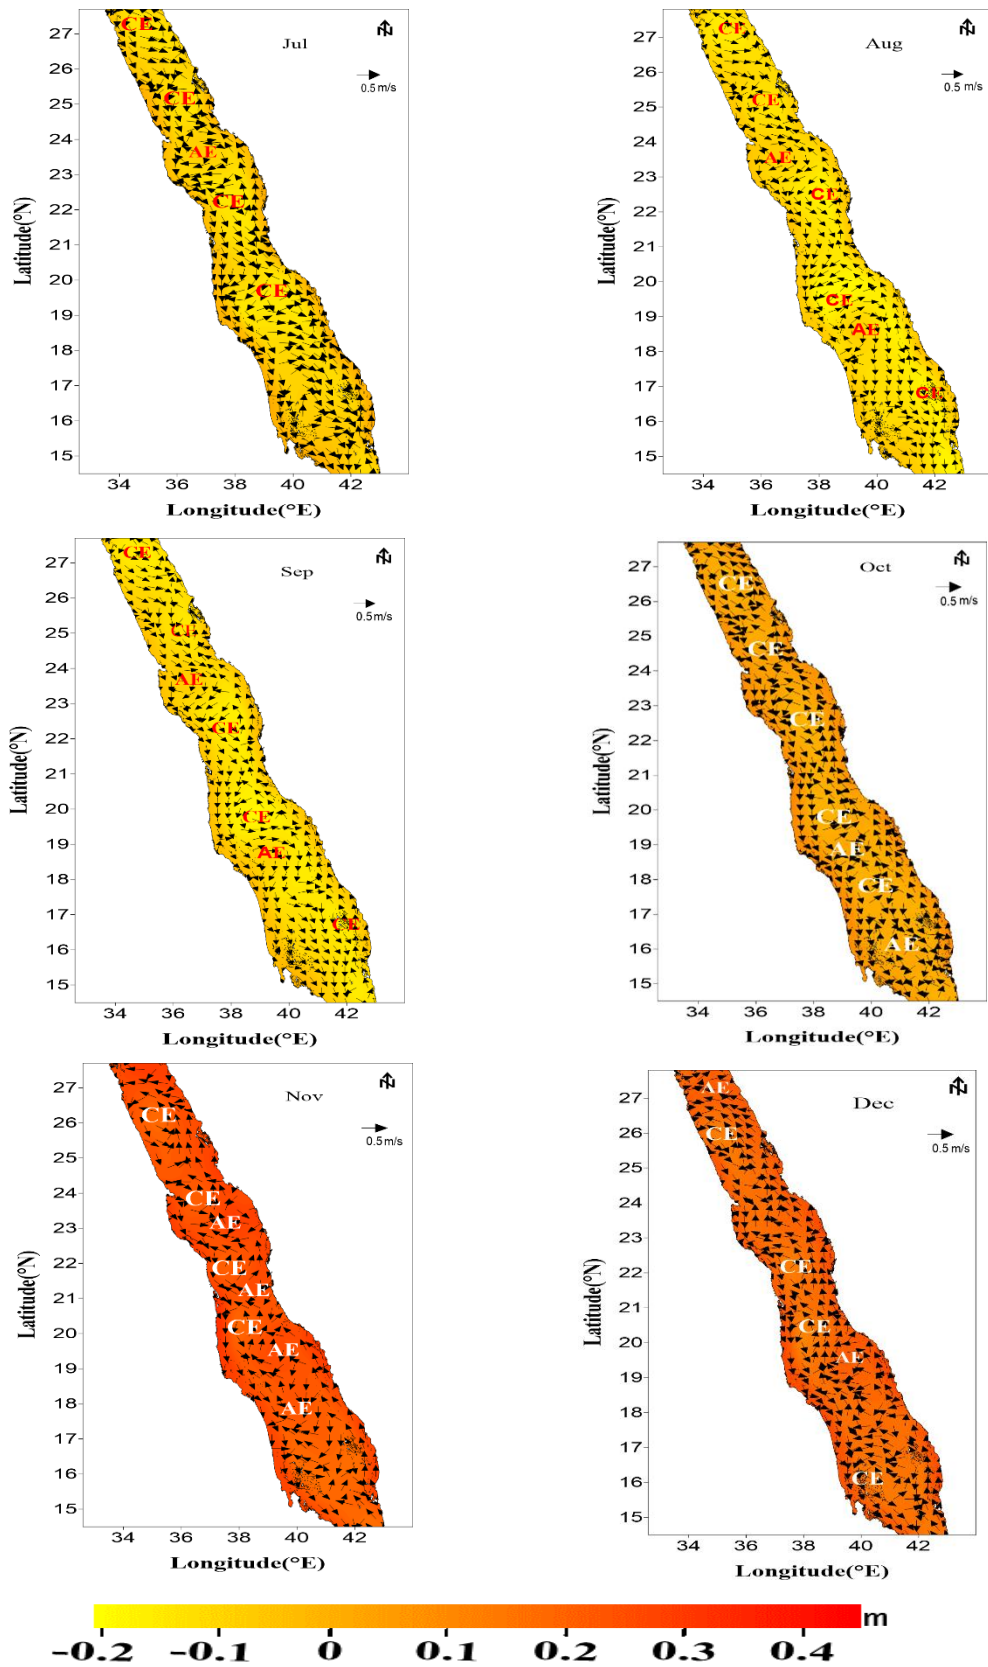 Jul
N
0.5 m/s
CE
CE
AE
CE
CE
27
26
25
24
23
22
21
20
19
18
17
16
15
Latitude(°N)
34 36 38 40 42
Longitude(°E)
Aug
N
0.5 m/s
CE
CE
AE
CE
CE
AE
CE
27
26
25
24
23
22
21
20
19
18
17
16
15
Latitude(°N)
34 36 38 40 42
Longitude(°E)
Sep
N
0.5 m/s
CE
CE
AE
CE
CE
AE
CE
27
26
25
24
23
22
21
20
19
18
17
16
15
Latitude(°N)
34 36 38 40 42
Longitude(°E)
Oct
N
0.5 m/s
CE
CE
CE
CE
AE
CE
AE
27
26
25
24
23
22
21
20
19
18
17
16
15
Latitude(°N)
34 36 38 40 42
Longitude(°E)
Nov
N
0.5 m/s
CE
CE
AE
CE
AE
CE
AE
AE
27
26
25
24
23
22
21
20
19
18
17
16
15
Latitude(°N)
34 36 38 40 42
Longitude(°E)
Dec
N
0.5 m/s
AE
CE
CE
CE
AE
CE
27
26
25
24
23
22
21
20
19
18
17
16
15
Latitude(°N)
34 36 38 40 42
Longitude(°E)
m
-0.2 -0.1 0 0.1 0.2 0.3 0.4